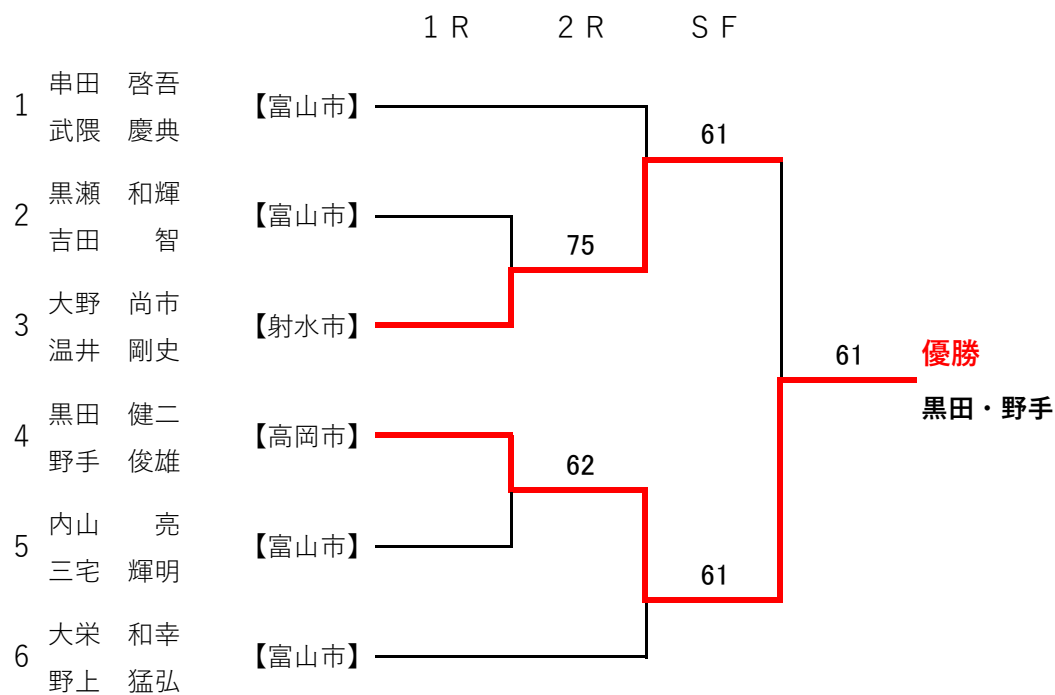 1 R　2 R　S F
串田　啓吾
1　【富山市】
武隈　慶典
61
黒瀬　和輝
2　【富山市】
吉田　　智
75
大野　尚市
3　【射水市】
温井　剛史
61　優勝
黒田・野手
黒田　健二
4　【高岡市】
野手　俊雄
62
内山　　亮
5　【富山市】
三宅　輝明
61
大栄　和幸
6　【富山市】
野上　猛弘